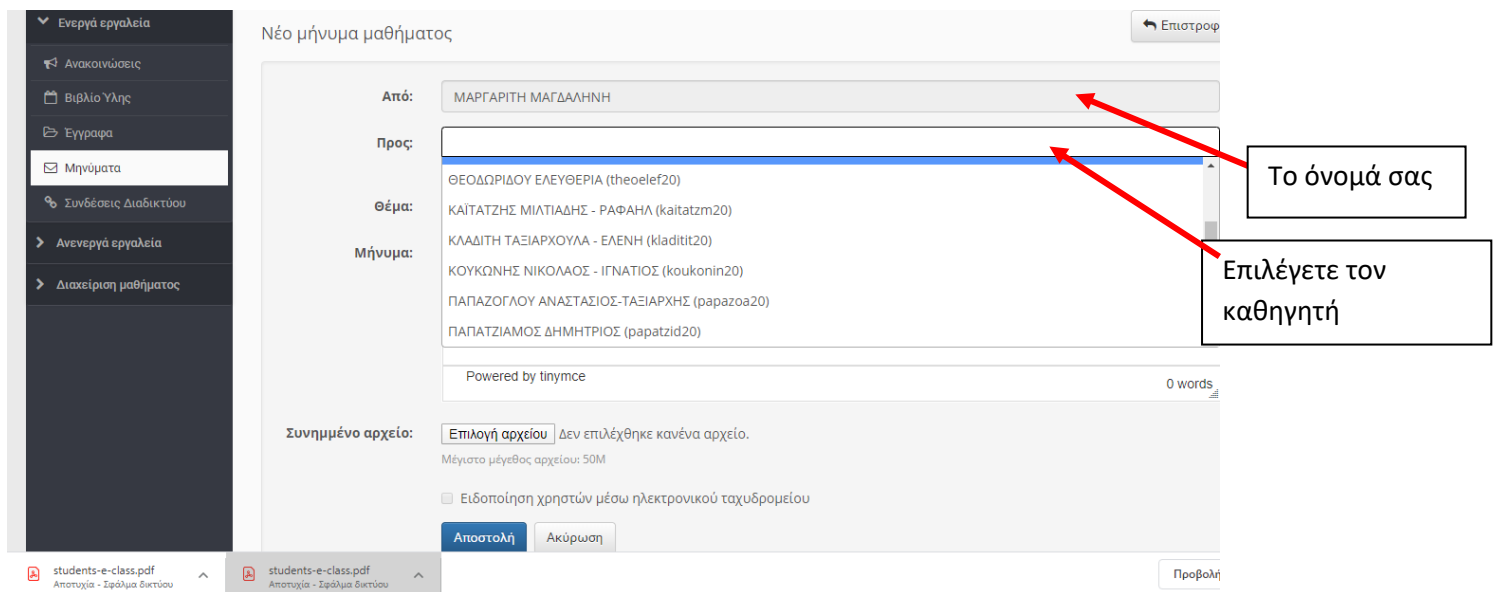 Ενεργά εργαλεία
Ανακοινώσεις
Βιβλίο Ύλης
Έγγραφα
Μηνύματα
Συνδέσεις Διαδικτύου
Ανενεργά εργαλεία
Διαχείριση μαθήματος
Νέο μήνυμα μαθήματος
Επιστροφ
Από: ΜΑΡΓΑΡΙΤΗ ΜΑΓΔΑΛΗΝΗ
Προς:
ΘΕΟΔΩΡΙΔΟΥ ΕΛΕΥΘΕΡΙΑ (theoelef20)
Θέμα:
ΚΑΪΤΑΤΖΗΣ ΜΙΛΤΙΑΔΗΣ - ΡΑΦΑΗΛ (kaitatzm20)
ΚΛΑΔΙΤΗ ΤΑΞΙΑΡΧΟΥΛΑ - ΕΛΕΝΗ (kladitit20)
Μήνυμα:
ΚΟΥΚΩΝΗΣ ΝΙΚΟΛΑΟΣ - ΙΓΝΑΤΙΟΣ (koukonin20)
ΠΑΠΑΖΟΓΛΟΥ ΑΝΑΣΤΑΣΙΟΣ-ΤΑΞΙΑΡΧΗΣ (papazoa20)
ΠΑΠΑΤΖΙΑΜΟΣ ΔΗΜΗΤΡΙΟΣ (papatzid20)
Powered by tinymce
0 words
Συνημμένο αρχείο: Επιλογή αρχείου Δεν επιλέχθηκε κανένα αρχείο.
Μέγιστο μέγεθος αρχείου: 50M
Ειδοποίηση χρηστών μέσω ηλεκτρονικού ταχυδρομείου
Αποστολή
Ακύρωση
Το όνομά σας
Επιλέγετε τον
καθηγητή
students-e-class.pdf
Αποτυχία - Σφάλμα δικτύου
students-e-class.pdf
Αποτυχία - Σφάλμα δικτύου
Προβολή